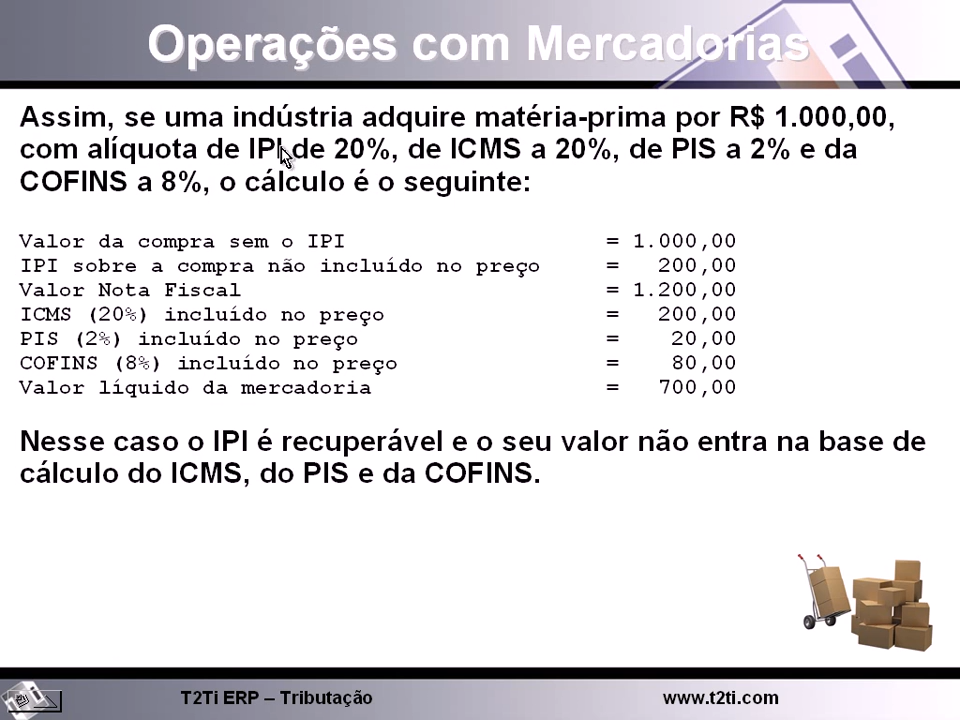 Operações com Mercadorias
Assim, se uma indústria adquire matéria-prima por R$ 1.000,00,
com alíquota de IPI de 20%, de ICMS a 20%, de PIS a 2% e da
COFINS a 8%, o cálculo é o seguinte:
Valor da compra sem o IPI = 1.000,00
IPI sobre a compra não incluído no preço = 200,00
Valor Nota Fiscal = 1.200,00
ICMS (20%) incluído no preço = 200,00
PIS (2%) incluído no preço = 20,00
COFINS (8%) incluído no preço = 80,00
Valor líquido da mercadoria = 700,00
Nesse caso o IPI é recuperável e o seu valor não entra na base de
cálculo do ICMS, do PIS e da COFINS.
T2Ti ERP – Tributação www.t2ti.com